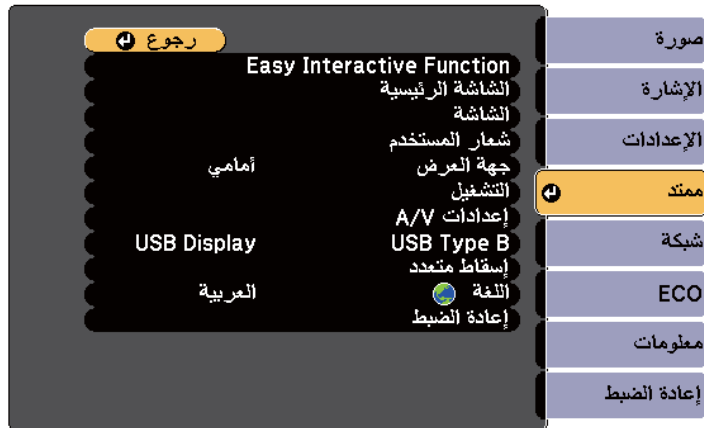 صورة
الإشارة
الإعدادات
ممتد
شبكة
ECO
معلومات
إعادة الضبط
رجوع
Easy Interactive Function
الشاشة الرئيسية
الشاشة
شعار المستخدم
جهة العرض أمامي
التشغيل
إعدادات A/V
USB Type B USB Display
إسقاط متعدد
اللغة العربية
إعادة الضبط